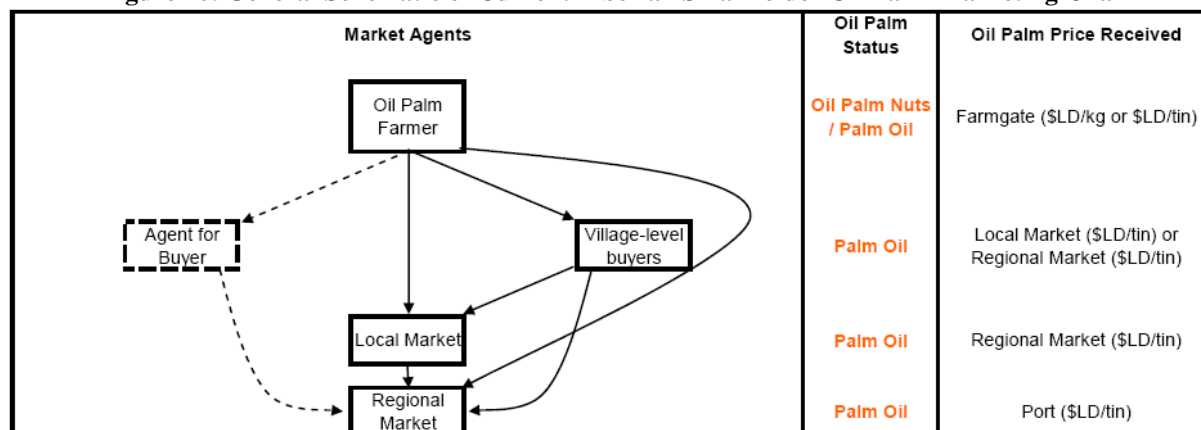 Market Agents
Oil Palm
Status
Oil Palm Price Received
Oil Palm
Farmer
Oil Palm Nuts
/ Palm Oil
Farmgate ($LD/kg or $LD/tin)
Agent for
Buyer
Village-level
buyers
Palm Oil
Local Market ($LD/tin) or
Regional Market ($LD/tin)
Local Market
Palm Oil
Regional Market ($LD/tin)
Regional
Market
Palm Oil
Port ($LD/tin)